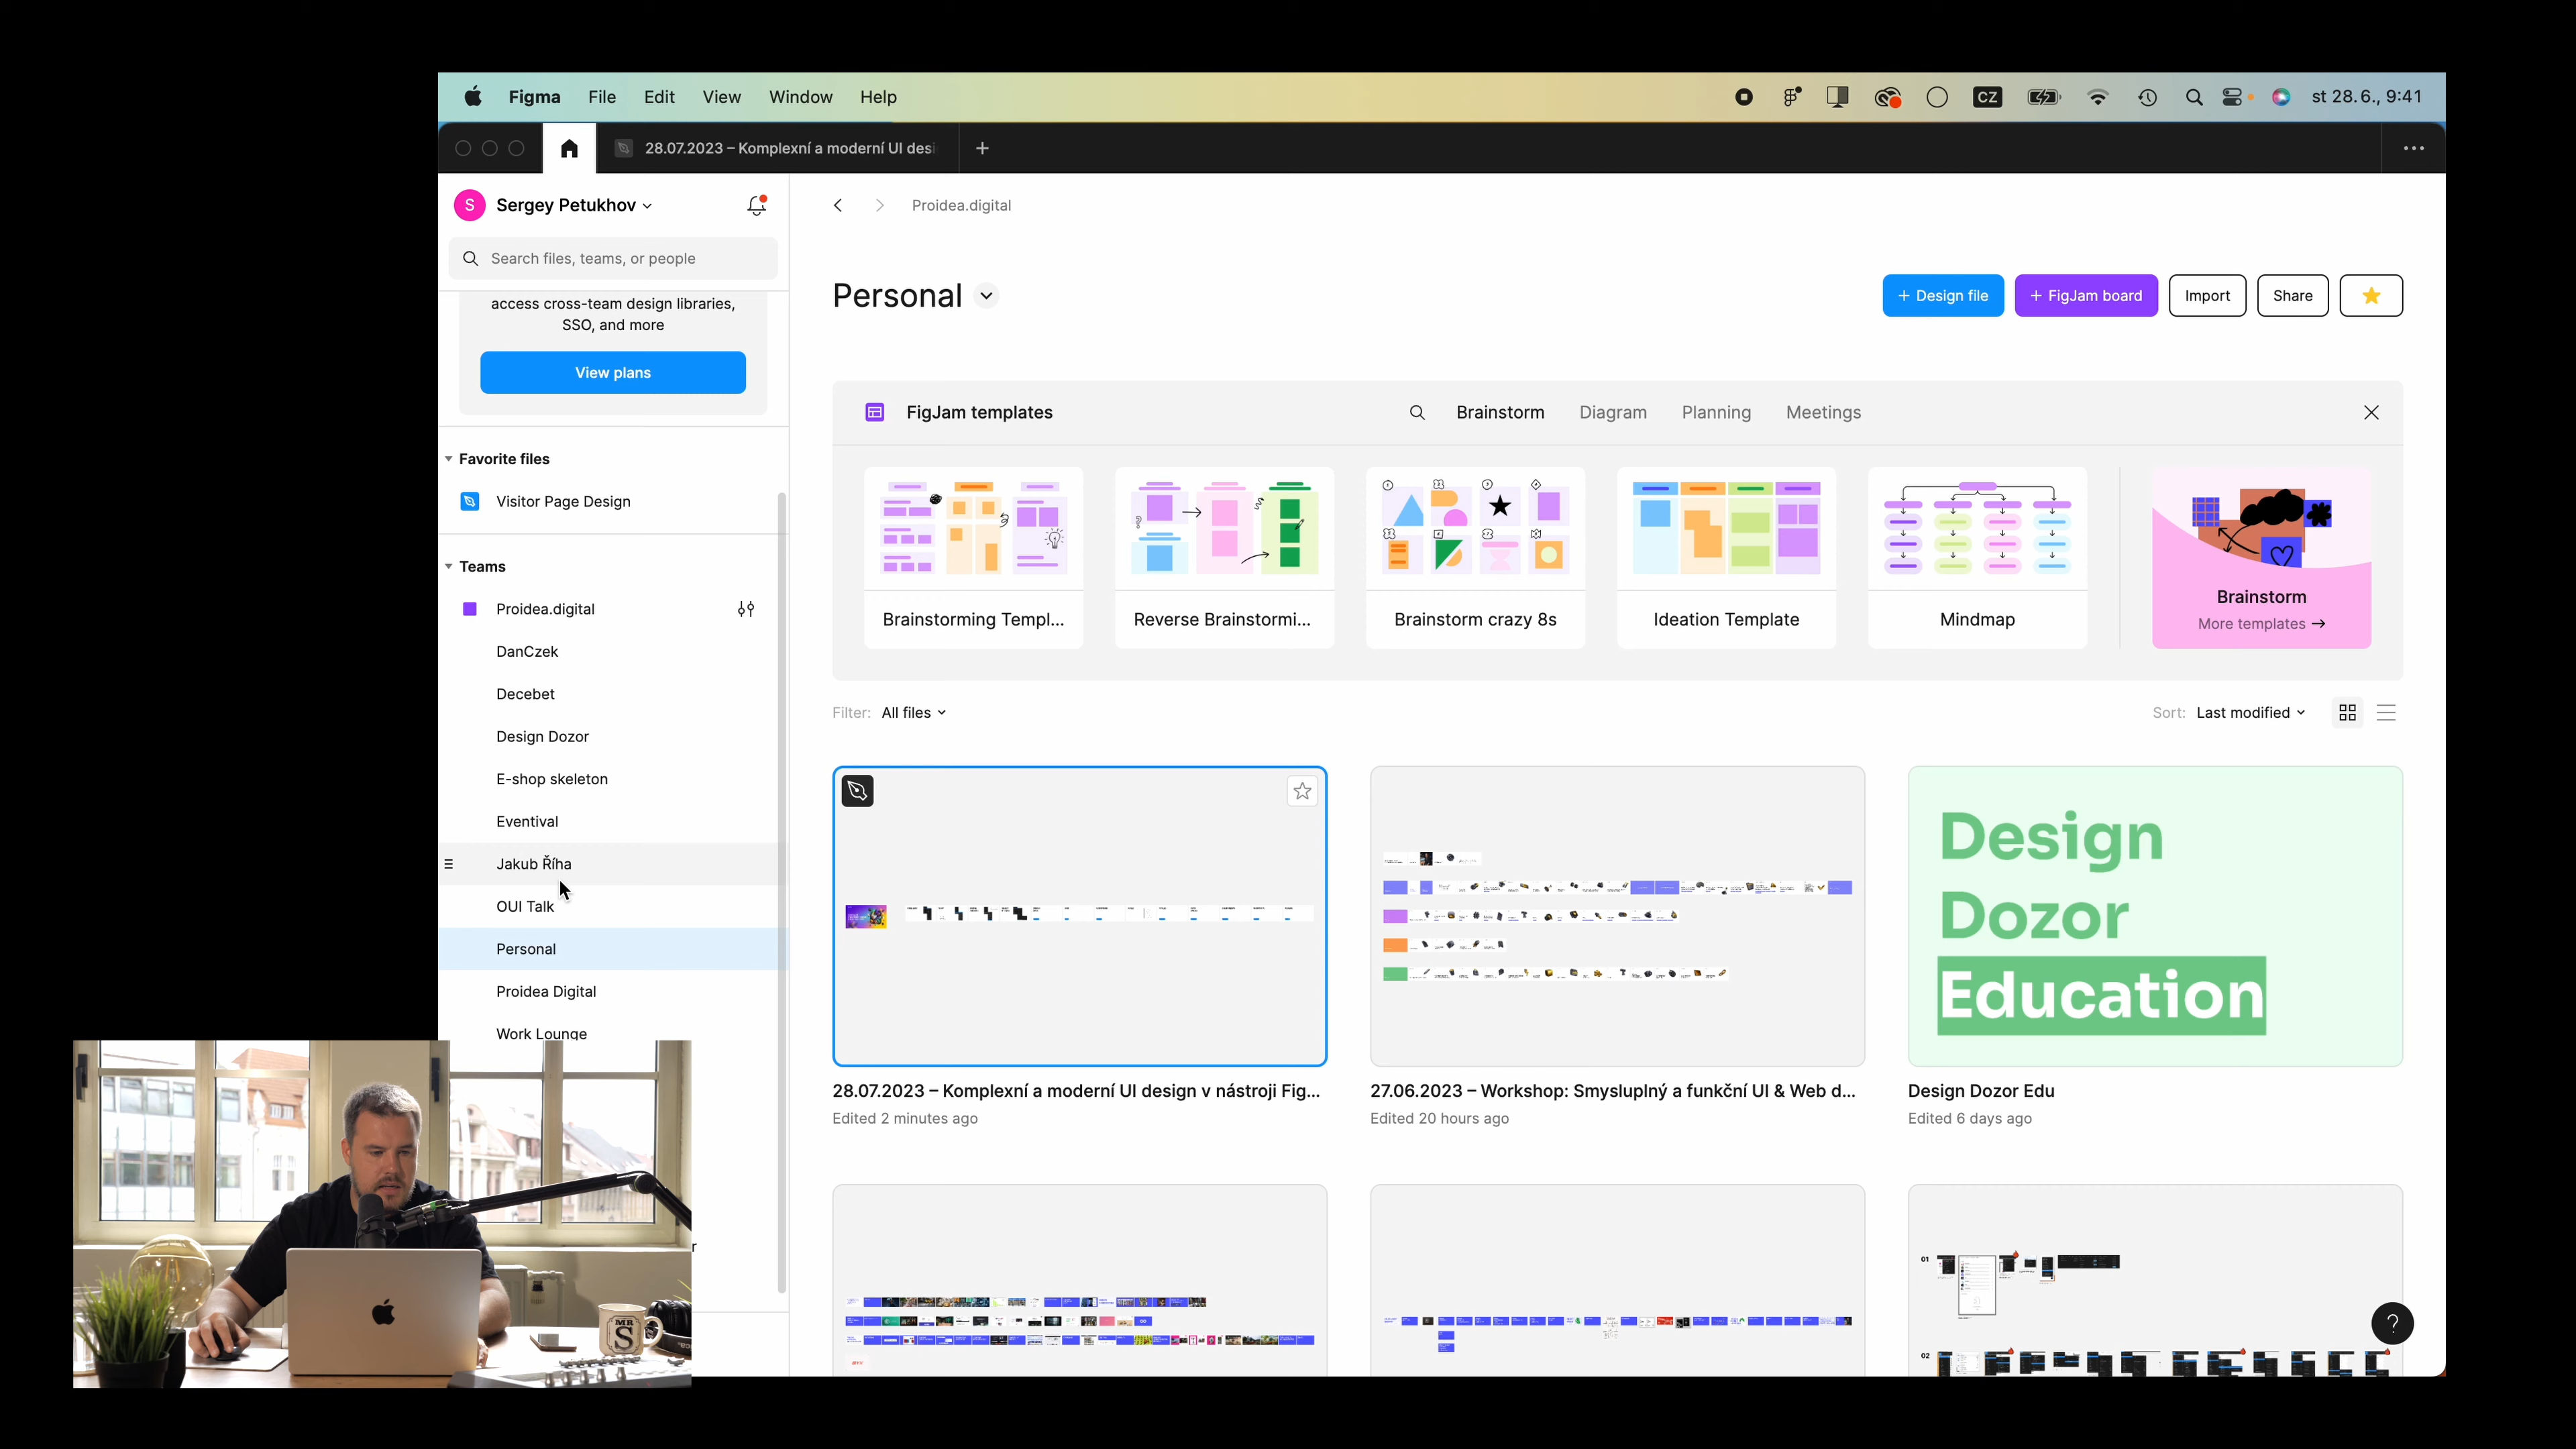 Figma File Edit View Window Help
CZ
st 28. 6., 9:41
28.07.2023 – Komplexní a moderní UI desi
S
Sergey Petukhov
Proidea.digital
Search files, teams, or people
access cross-team design libraries,
SSO, and more
View plans
Favorite files
Visitor Page Design
Teams
Proidea.digital
DanCzek
Decebet
Design Dozor
E-shop skeleton
Eventival
Jakub Říha
OUI Talk
Personal
Proidea Digital
Work Lounge
Personal
+ Design file
+ FigJam board
Import
Share
FigJam templates
Brainstorm
Diagram
Planning
Meetings
Brainstorming Templ...
Reverse Brainstormi...
Brainstorm crazy 8s
Ideation Template
Mindmap
Brainstorm
More templates →
Filter: All files
Sort: Last modified
Design
Dozor
Education
28.07.2023 – Komplexní a moderní UI design v nástroji Fig...
Edited 2 minutes ago
27.06.2023 – Workshop: Smysluplný a funkční UI & Web d...
Edited 20 hours ago
Design Dozor Edu
Edited 6 days ago
01
02
?
MR
S
r